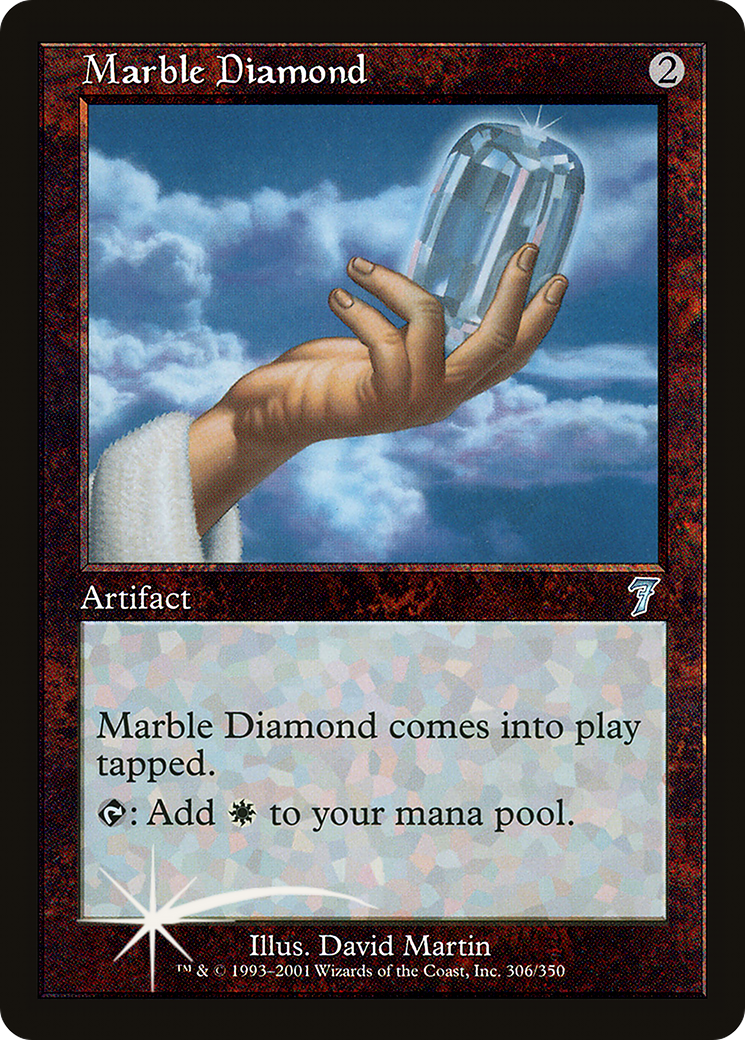 Marble Diamond 2
Artifact 7
Marble Diamond comes into play
tapped.
: Add to your mana pool.
Illus. David Martin
™ & © 1993–2001 Wizards of the Coast, Inc. 306/350